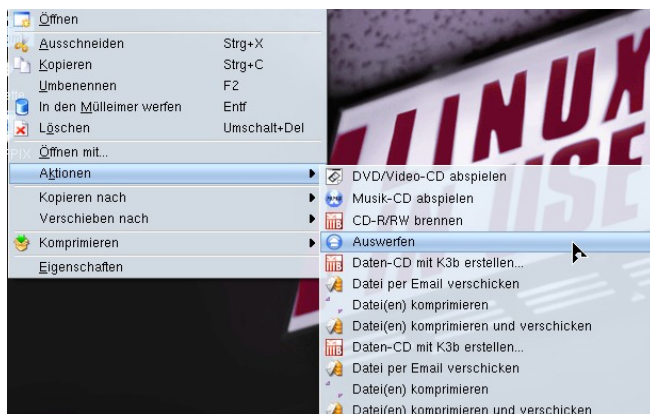 Öffnen
Ausschneiden Strg+X
Kopieren Strg+C
Umbenennen F2
In den Mülleimer werfen Entf
Löschen Umschalt+Del
Öffnen mit...
Aktionen
Kopieren nach
Verschieben nach
Komprimieren
Eigenschaften
DVD/Video-CD abspielen
Musik-CD abspielen
CD-R/RW brennen
Auswerfen
Daten-CD mit K3b erstellen...
Datei per Email verschicken
Datei(en) komprimieren
Datei(en) komprimieren und verschicken
Daten-CD mit K3b erstellen...
Datei per Email verschicken
Datei(en) komprimieren
Datei(en) komprimieren und verschicken
LINUX